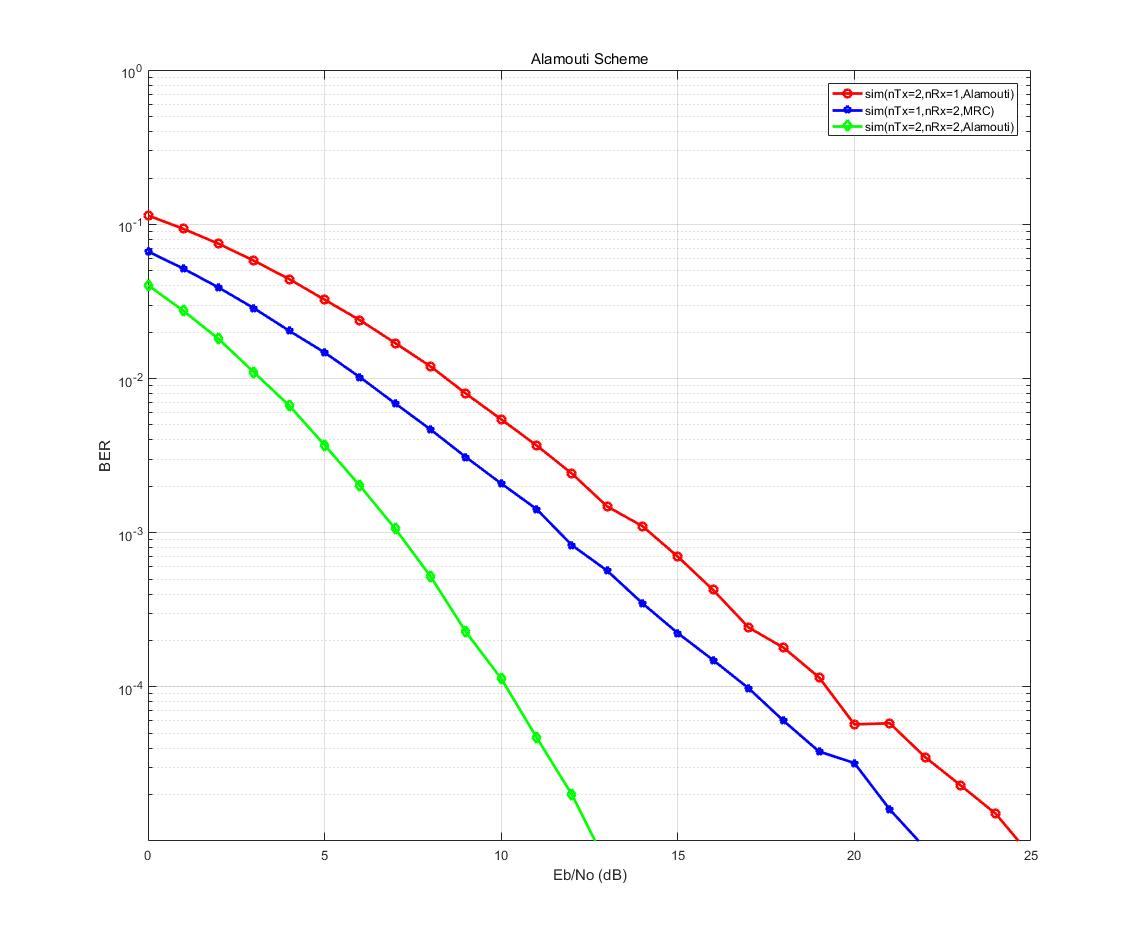 Alamouti Scheme
10^0
sim(nTx=2,nRx=1,Alamouti)
sim(nTx=1,nRx=2,MRC)
sim(nTx=2,nRx=2,Alamouti)
10^-1
10^-2
BER
10^-3
10^-4
0 5 10 15 20 25
Eb/No (dB)